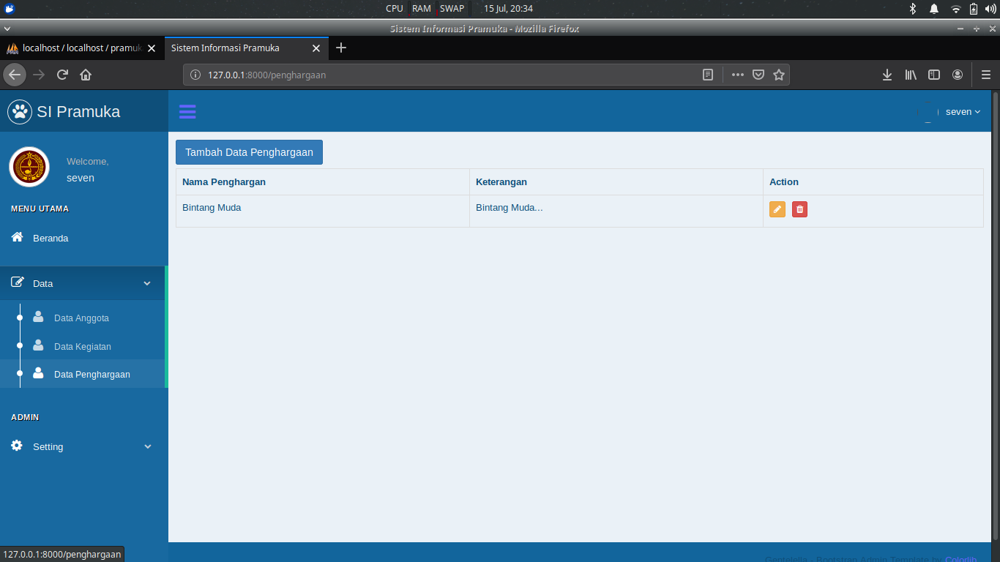 CPU RAM SWAP 15 Jul, 20:34
Sistem Informasi Pramuka - Mozilla Firefox
localhost / localhost / pramuk
Sistem Informasi Pramuka
127.0.0.1:8000/penghargaan
SI Pramuka
seven
Welcome,
seven
MENU UTAMA
Beranda
Data
Data Anggota
Data Kegiatan
Data Penghargaan
ADMIN
Setting
Tambah Data Penghargaan
Nama Penghargan Keterangan Action
Bintang Muda Bintang Muda...
Gentelella - Bootstrap Admin Template by Colorlib
127.0.0.1:8000/penghargaan